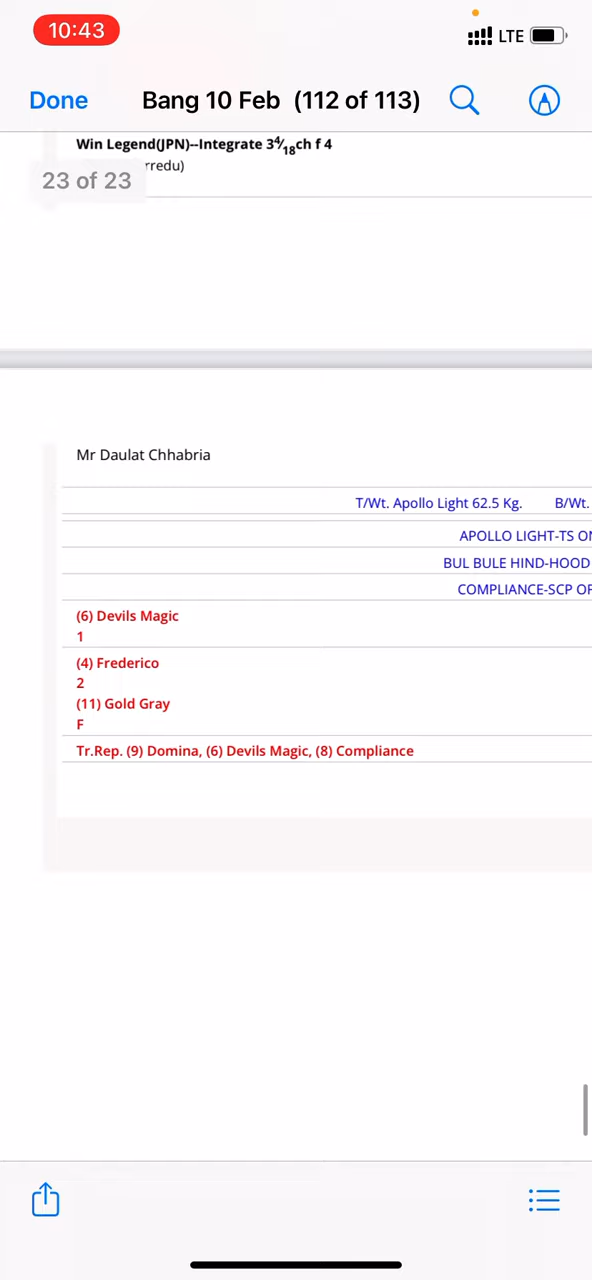 10:43
LTE
Done
Bang 10 Feb (112 of 113)
Win Legend(JPN)--Integrate 3⁴⁄₁₈ch f 4
rredu)
23 of 23
Mr Daulat Chhabria
T/Wt. Apollo Light 62.5 Kg. B/Wt.
APOLLO LIGHT-TS
BUL BULE HIND-HOOD
COMPLIANCE-SCP
(6) Devils Magic
1
(4) Frederico
2
(11) Gold Gray
F
Tr.Rep. (9) Domina, (6) Devils Magic, (8) Compliance